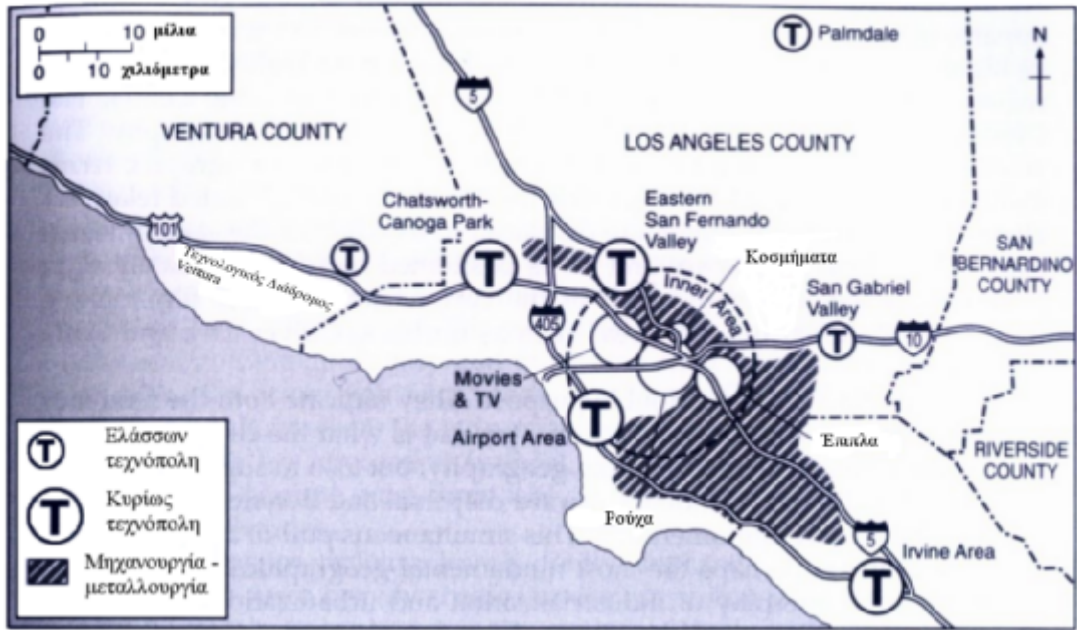 0 10 μίλια
0 10 χιλιόμετρα
T Palmdale
N
5
VENTURA COUNTY
LOS ANGELES COUNTY
Chatsworth-
Canoga Park
Eastern
San Fernando
Valley
101
T
Τεχνολογικός Διάδρομος
Ventura
T
T
Κοσμήματα
Inner Area
SAN
BERNARDINO
COUNTY
San Gabriel
Valley
T
10
405
Movies
& TV
Airport Area
T
Έπιπλα
RIVERSIDE
COUNTY
Ρούχα
5
Irvine Area
T
T Ελάσσων
τεχνόπολη
T Κυρίως
τεχνόπολη
Μηχανουργία -
μεταλλουργία